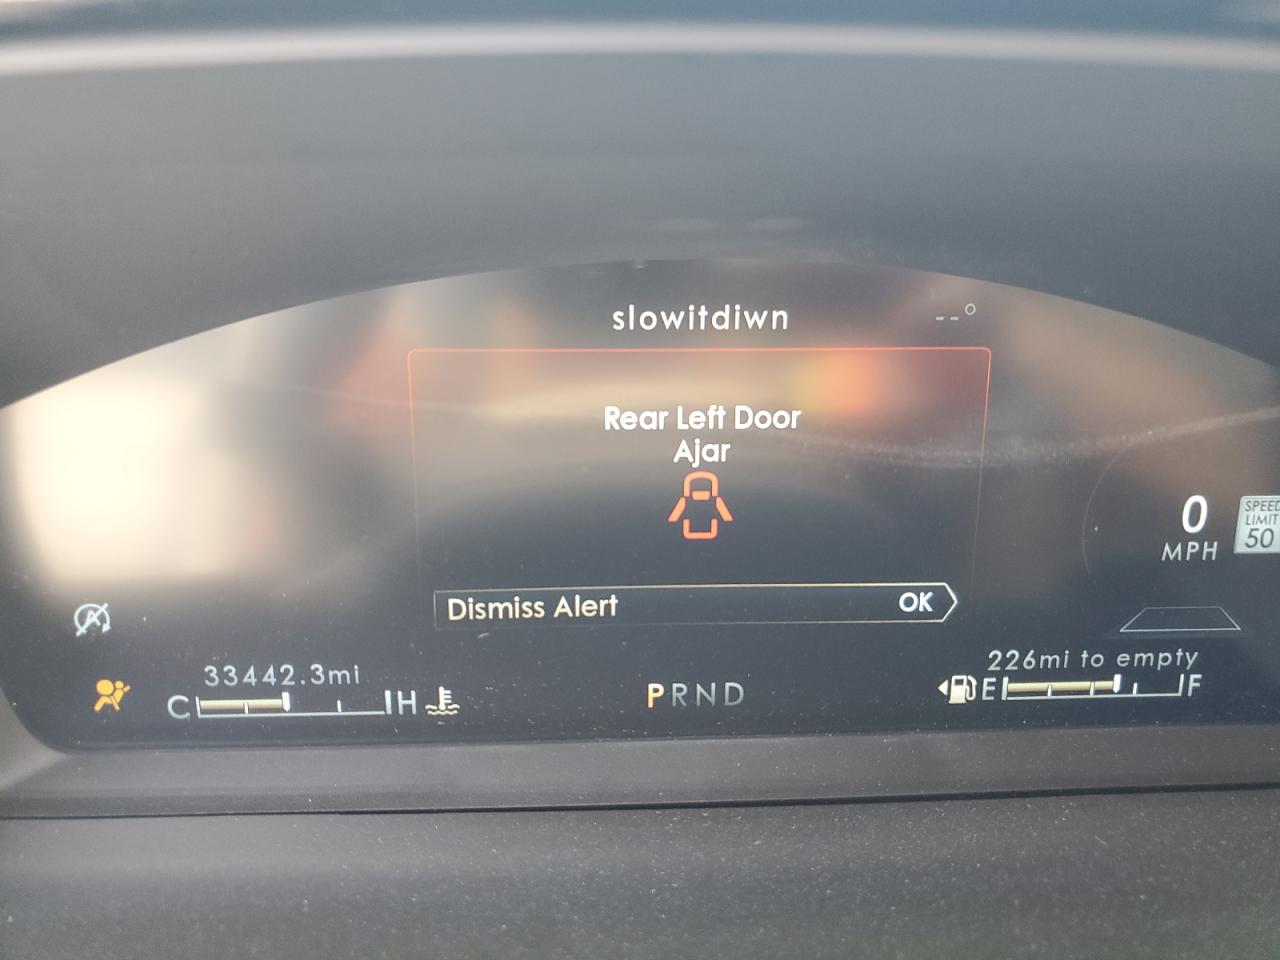 slowitdiwn
--°
Rear Left Door
Ajar
Dismiss Alert OK
0
MPH
SPEED
LIMIT
50
33442.3mi
C H
PRND
226mi to empty
E F